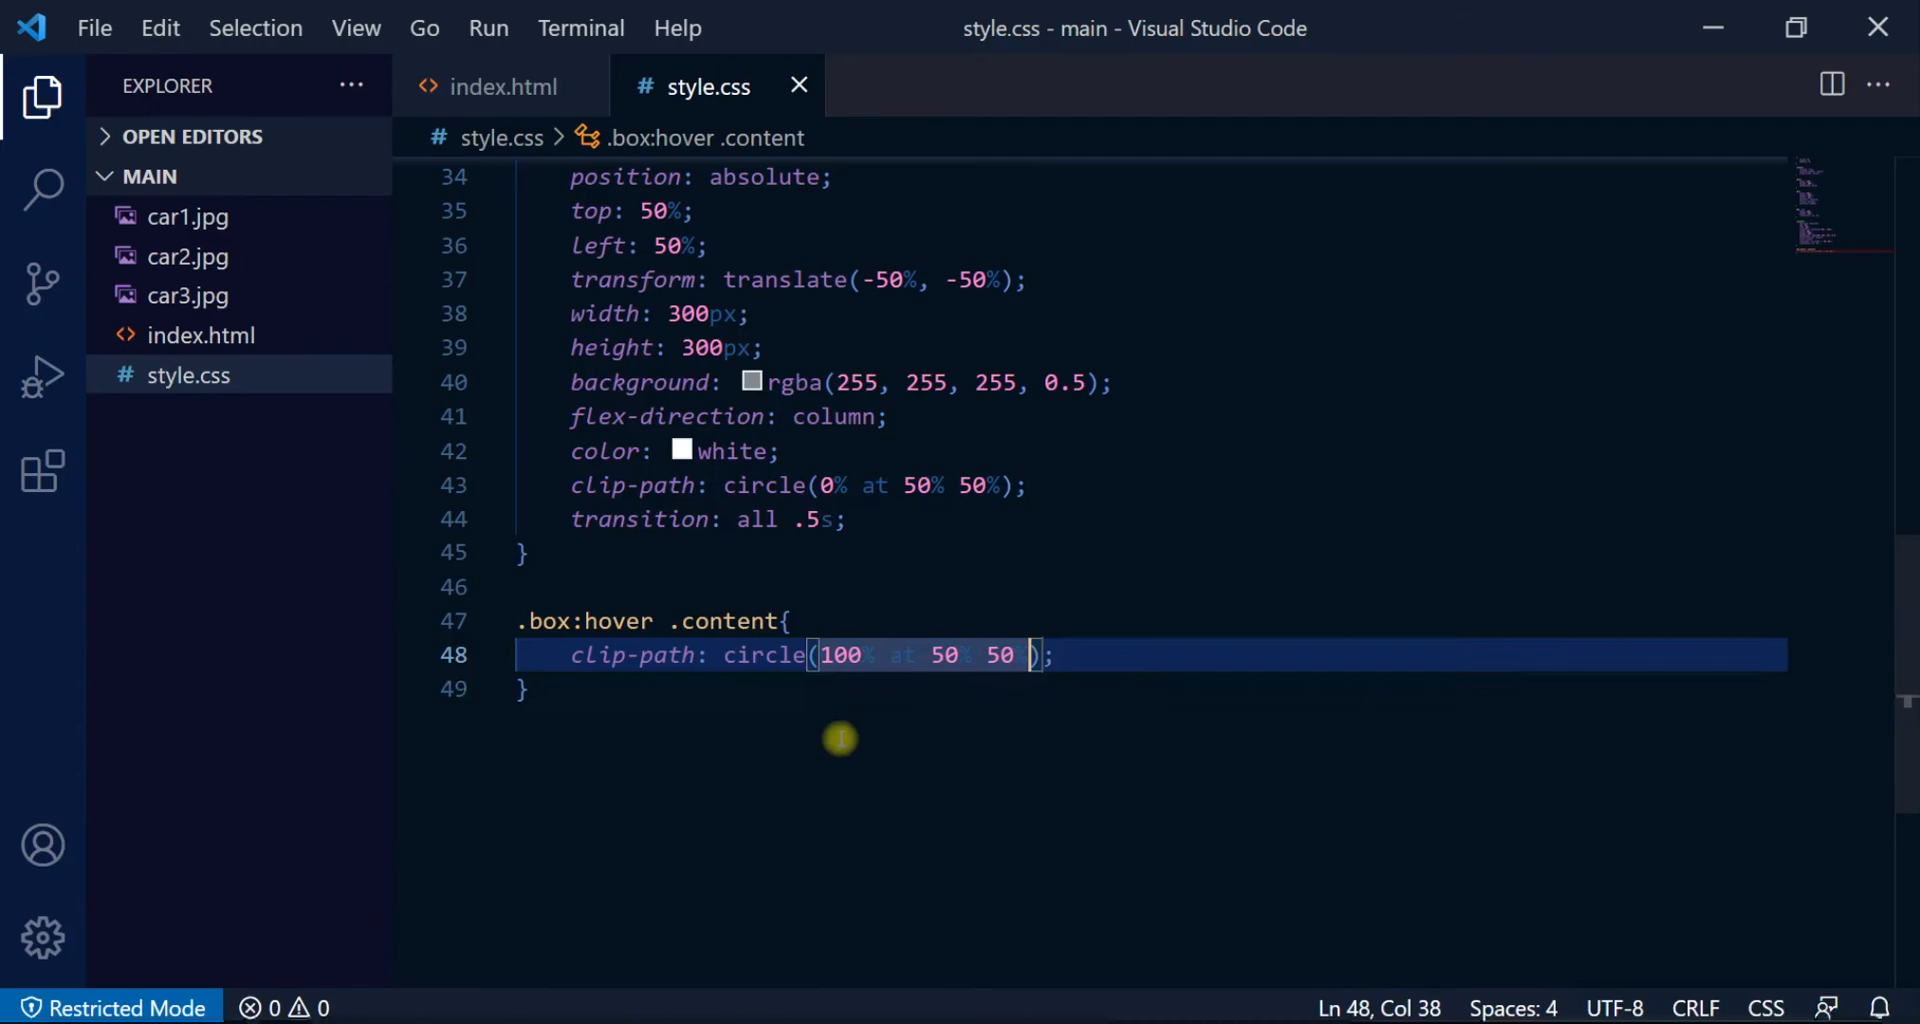 File Edit Selection View Go Run Terminal Help style.css - main - Visual Studio Code
EXPLORER
OPEN EDITORS
MAIN
car1.jpg
car2.jpg
car3.jpg
index.html
style.css
index.html # style.css
# style.css > .box:hover .content
34 position: absolute;
35 top: 50%;
36 left: 50%;
37 transform: translate(-50%, -50%);
38 width: 300px;
39 height: 300px;
40 background: rgba(255, 255, 255, 0.5);
41 flex-direction: column;
42 color: white;
43 clip-path: circle(0% at 50% 50%);
44 transition: all .5s;
45 }
46
47 .box:hover .content{
48 clip-path: circle(100% at 50% 50 );
49 }
Restricted Mode 0 0 Ln 48, Col 38 Spaces: 4 UTF-8 CRLF CSS